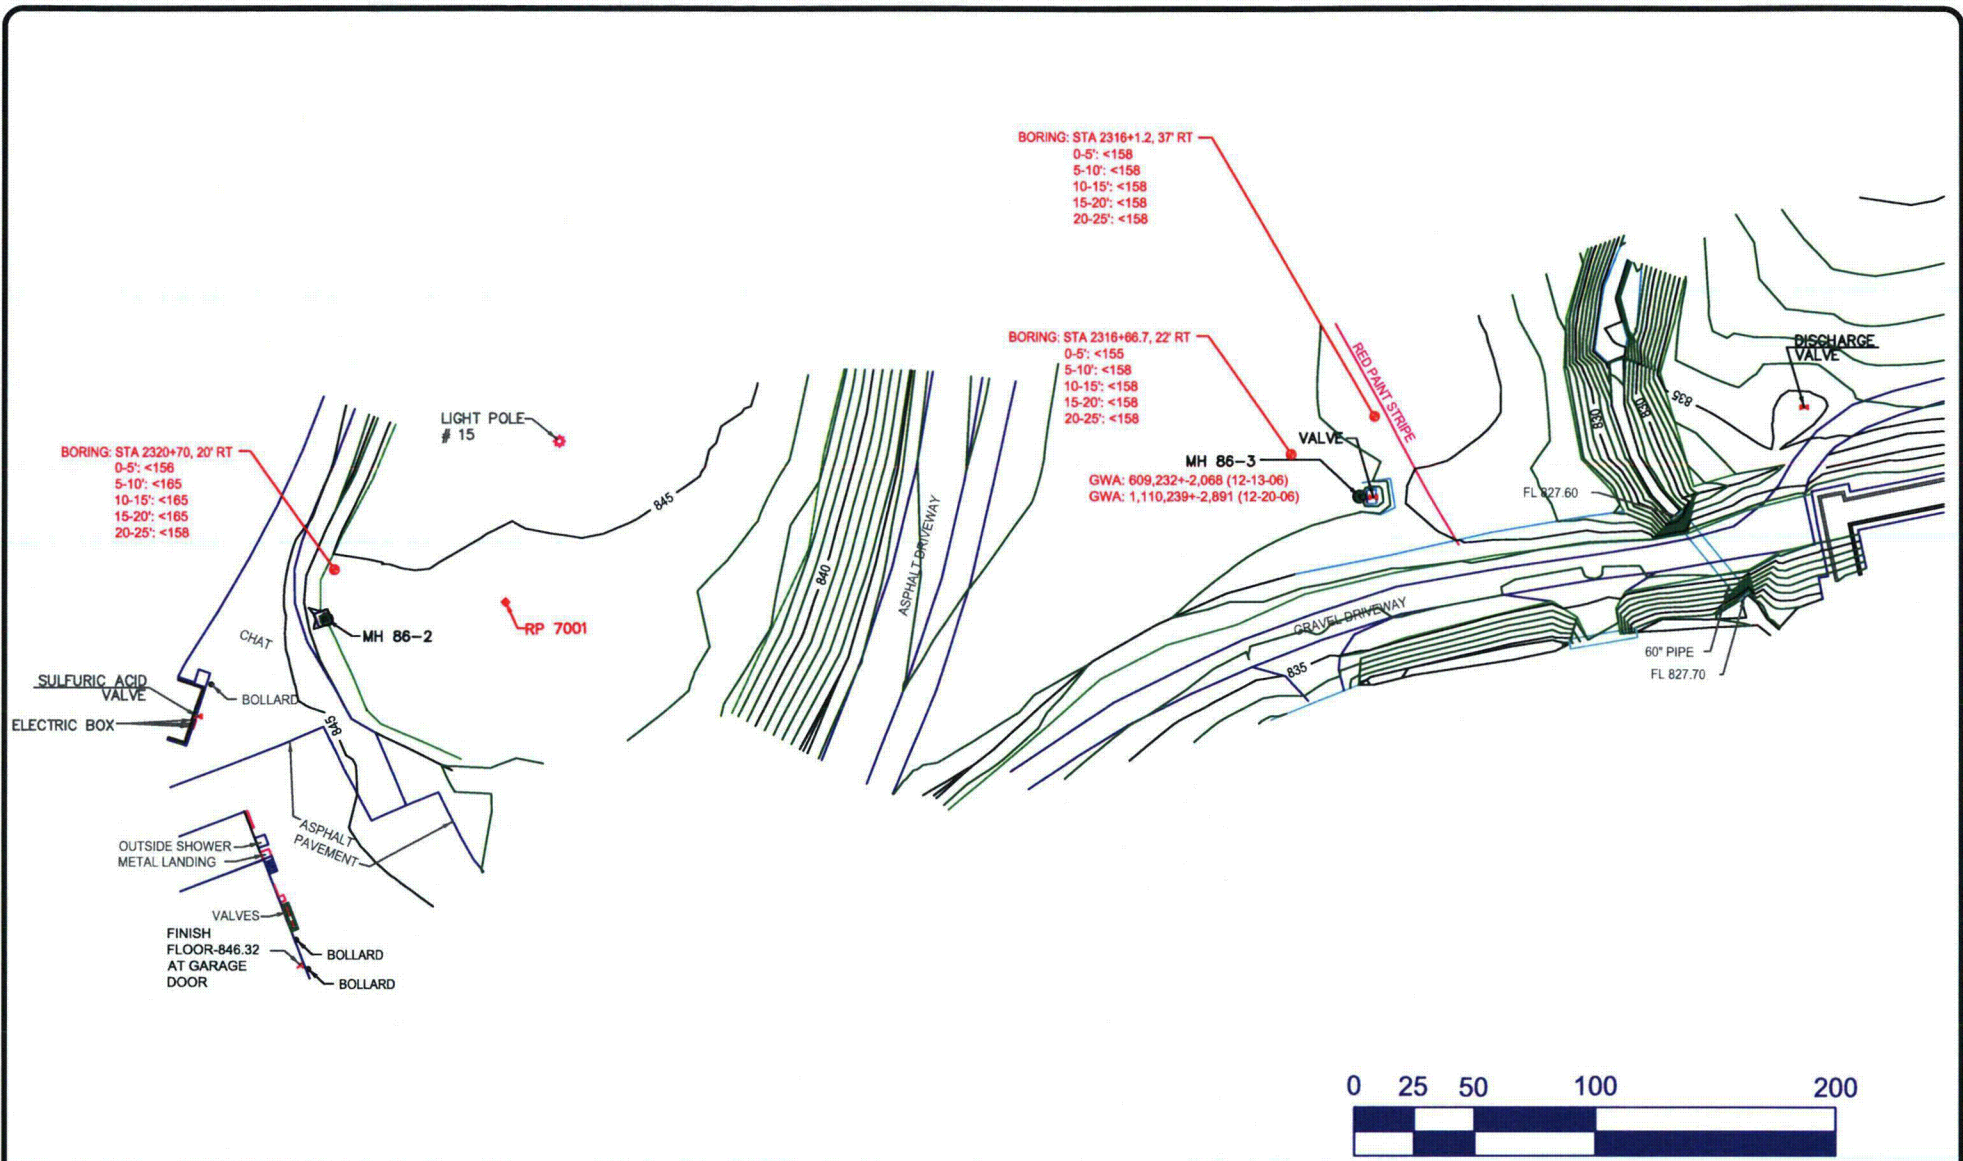 BORING: STA 2316+1.2, 37' RT
0-5': <158
5-10': <158
10-15': <158
15-20': <158
20-25': <158
BORING: STA 2316+66.7, 22' RT
0-5': <155
5-10': <158
10-15': <158
15-20': <158
20-25': <158
RED PAINT STRIPE
DISCHARGE
VALVE
830
830
835
LIGHT POLE
# 15
BORING: STA 2320+70, 20' RT
0-5': <156
5-10': <165
10-15': <165
15-20': <165
20-25': <158
VALVE
MH 86-3
GWA: 609,232+-2,068 (12-13-06)
GWA: 1,110,239+-2,891 (12-20-06)
FL 827.60
845
840
ASPHALT DRIVEWAY
GRAVEL DRIVEWAY
RP 7001
MH 86-2
CHAT
835
60" PIPE
FL 827.70
SULFURIC ACID
VALVE
BOLLARD
ELECTRIC BOX
845
ASPHALT
PAVEMENT
OUTSIDE SHOWER
METAL LANDING
VALVES
FINISH
FLOOR-846.32
AT GARAGE
DOOR
BOLLARD
BOLLARD
0 25 50 100 200